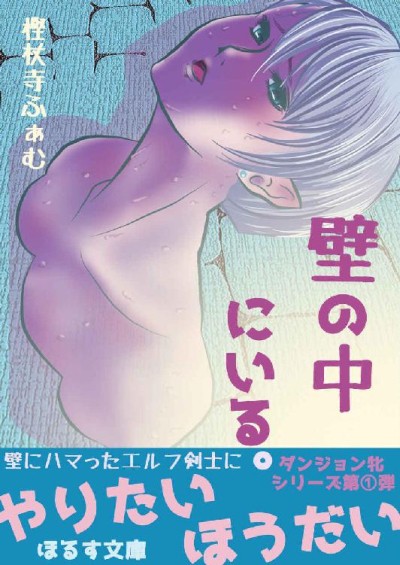 樫杖寺ふぁむ
壁の中
にいる
壁にハマったエルフ剣士に
やりたい
ほうだい
ダンジョン牝
シリーズ第①弾
ほるす文庫